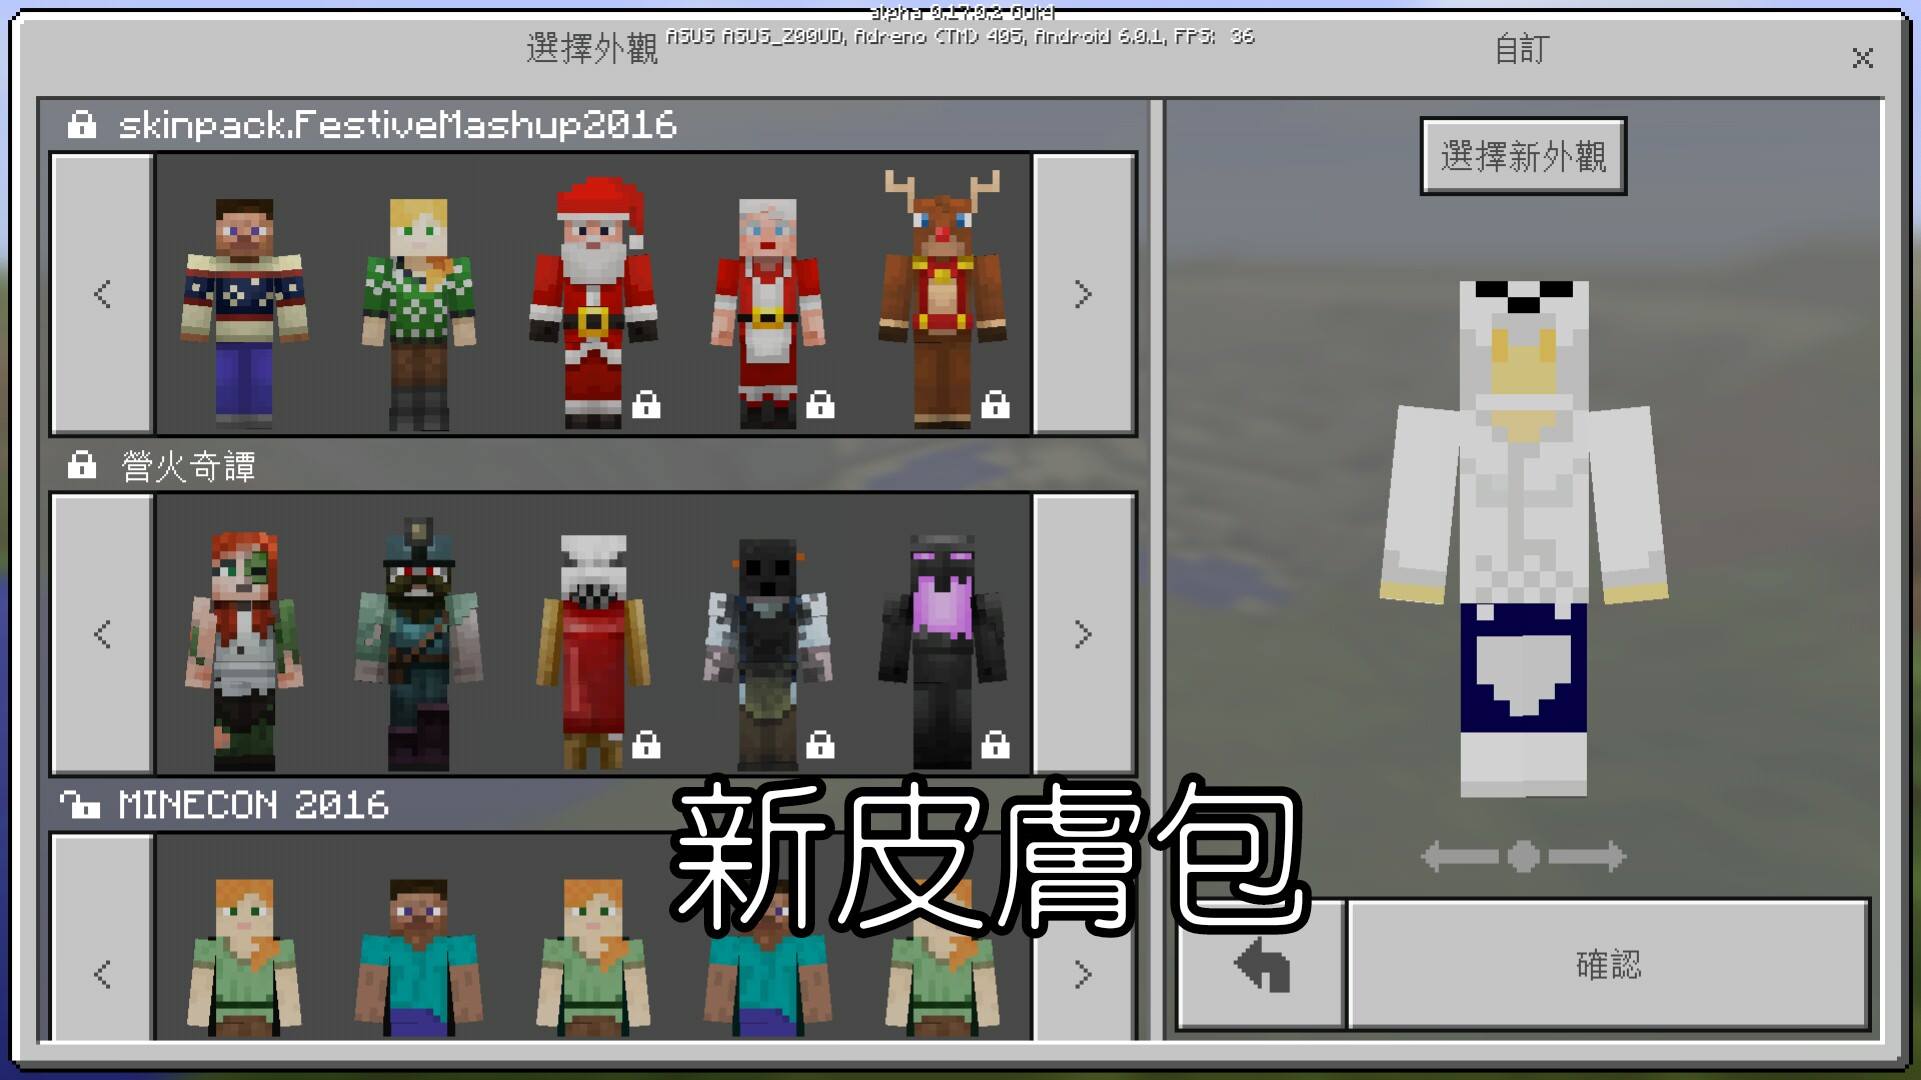 alpha 0.17.0.2 Build
ASUS ASUS_Z00UD, Adreno (TM) 405, Android 6.0.1, FPS: 36
選擇外觀
自訂
skinpack.FestiveMashup2016
選擇新外觀
營火奇譚
MINECON 2016
新皮膚包
確認